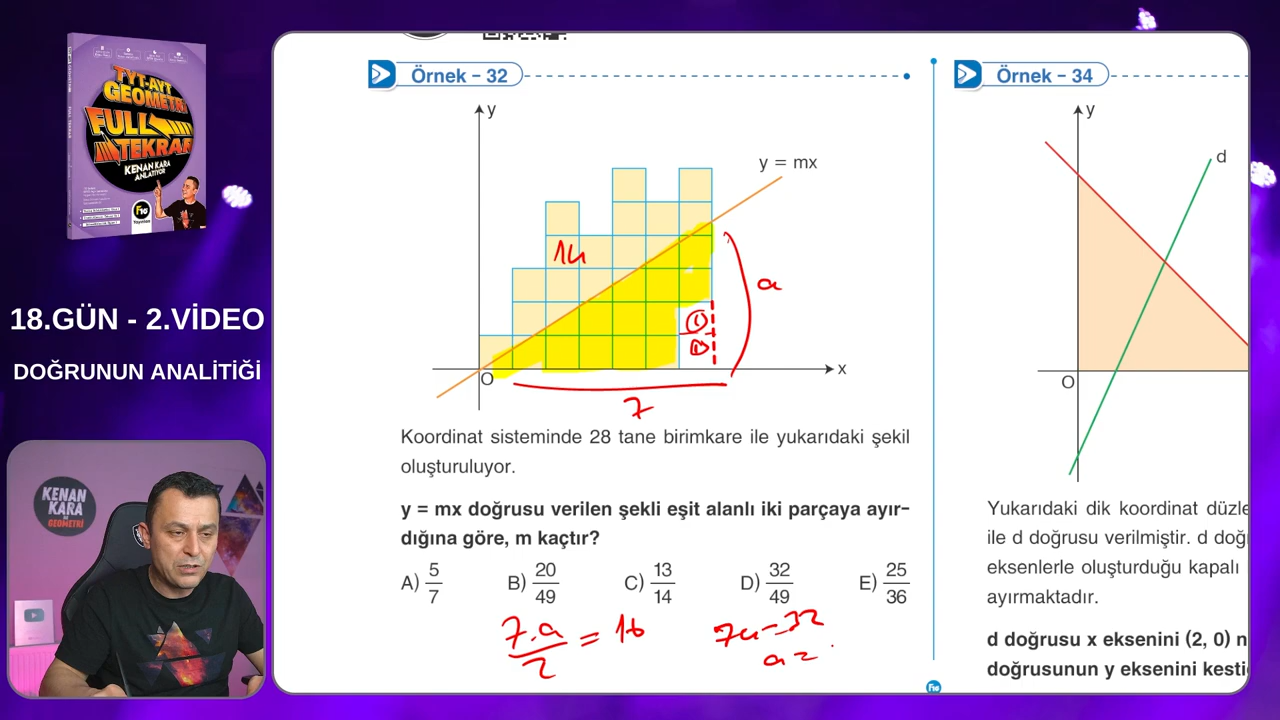 TYT-AYT
GEOMETRİ
FULL
TEKRAR
KENAN KARA
ANLATIYOR
18.GÜN - 2.VİDEO
DOĞRUNUN ANALİTİĞİ
KENAN
KARA
GEOMETRİ
Örnek – 32
y
y = mx
14
a
1
1
O
x
7
Koordinat sisteminde 28 tane birimkare ile yukarıdaki şekil
oluşturuluyor.
y = mx doğrusu verilen şekli eşit alanlı iki parçaya ayır–
dığına göre, m kaçtır?
A) 5/7 B) 20/49 C) 13/14 D) 32/49 E) 25/36
7.a/2 = 16
7a=32
a=
Örnek – 34
y
d
O
Yukarıdaki dik koordinat düzle
ile d doğrusu verilmiştir. d doğ
eksenlerle oluşturduğu kapalı
ayırmaktadır.
d doğrusu x eksenini (2, 0) n
doğrusunun y eksenini kesti
F10